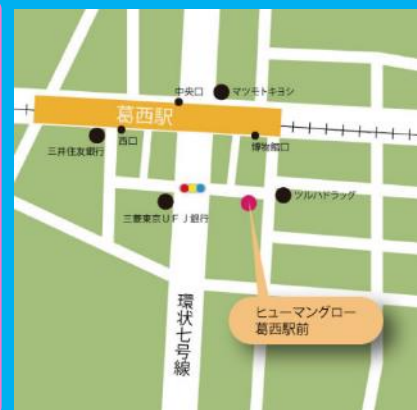 中央口
マツモトキヨシ
葛西駅
西口
博物館口
三井住友銀行
ツルハドラッグ
三菱東京ＵＦＪ銀行
ヒューマングロー
葛西駅前
環状七号線